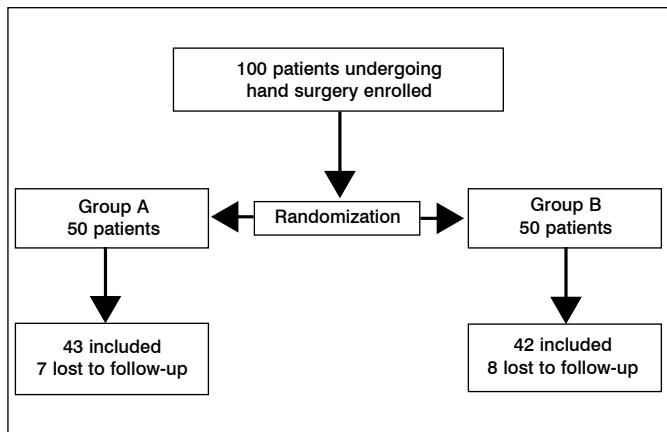 100 patients undergoing
hand surgery enrolled
Group A
50 patients
Randomization
Group B
50 patients
43 included
7 lost to follow-up
42 included
8 lost to follow-up